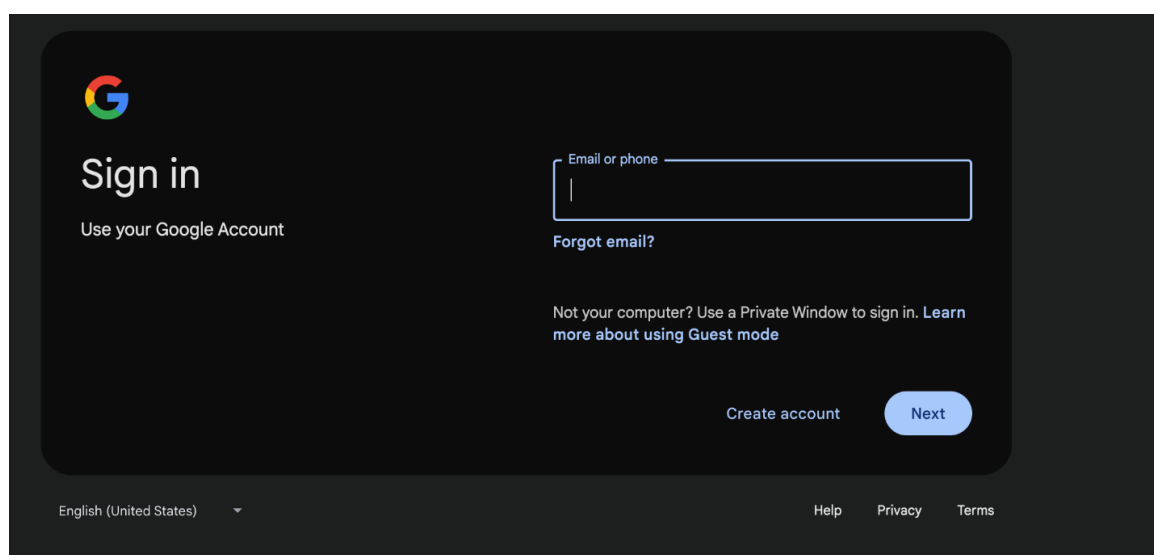 Sign in
Use your Google Account
Email or phone
Forgot email?
Not your computer? Use a Private Window to sign in. Learn
more about using Guest mode
Create account
Next
English (United States)
Help
Privacy
Terms